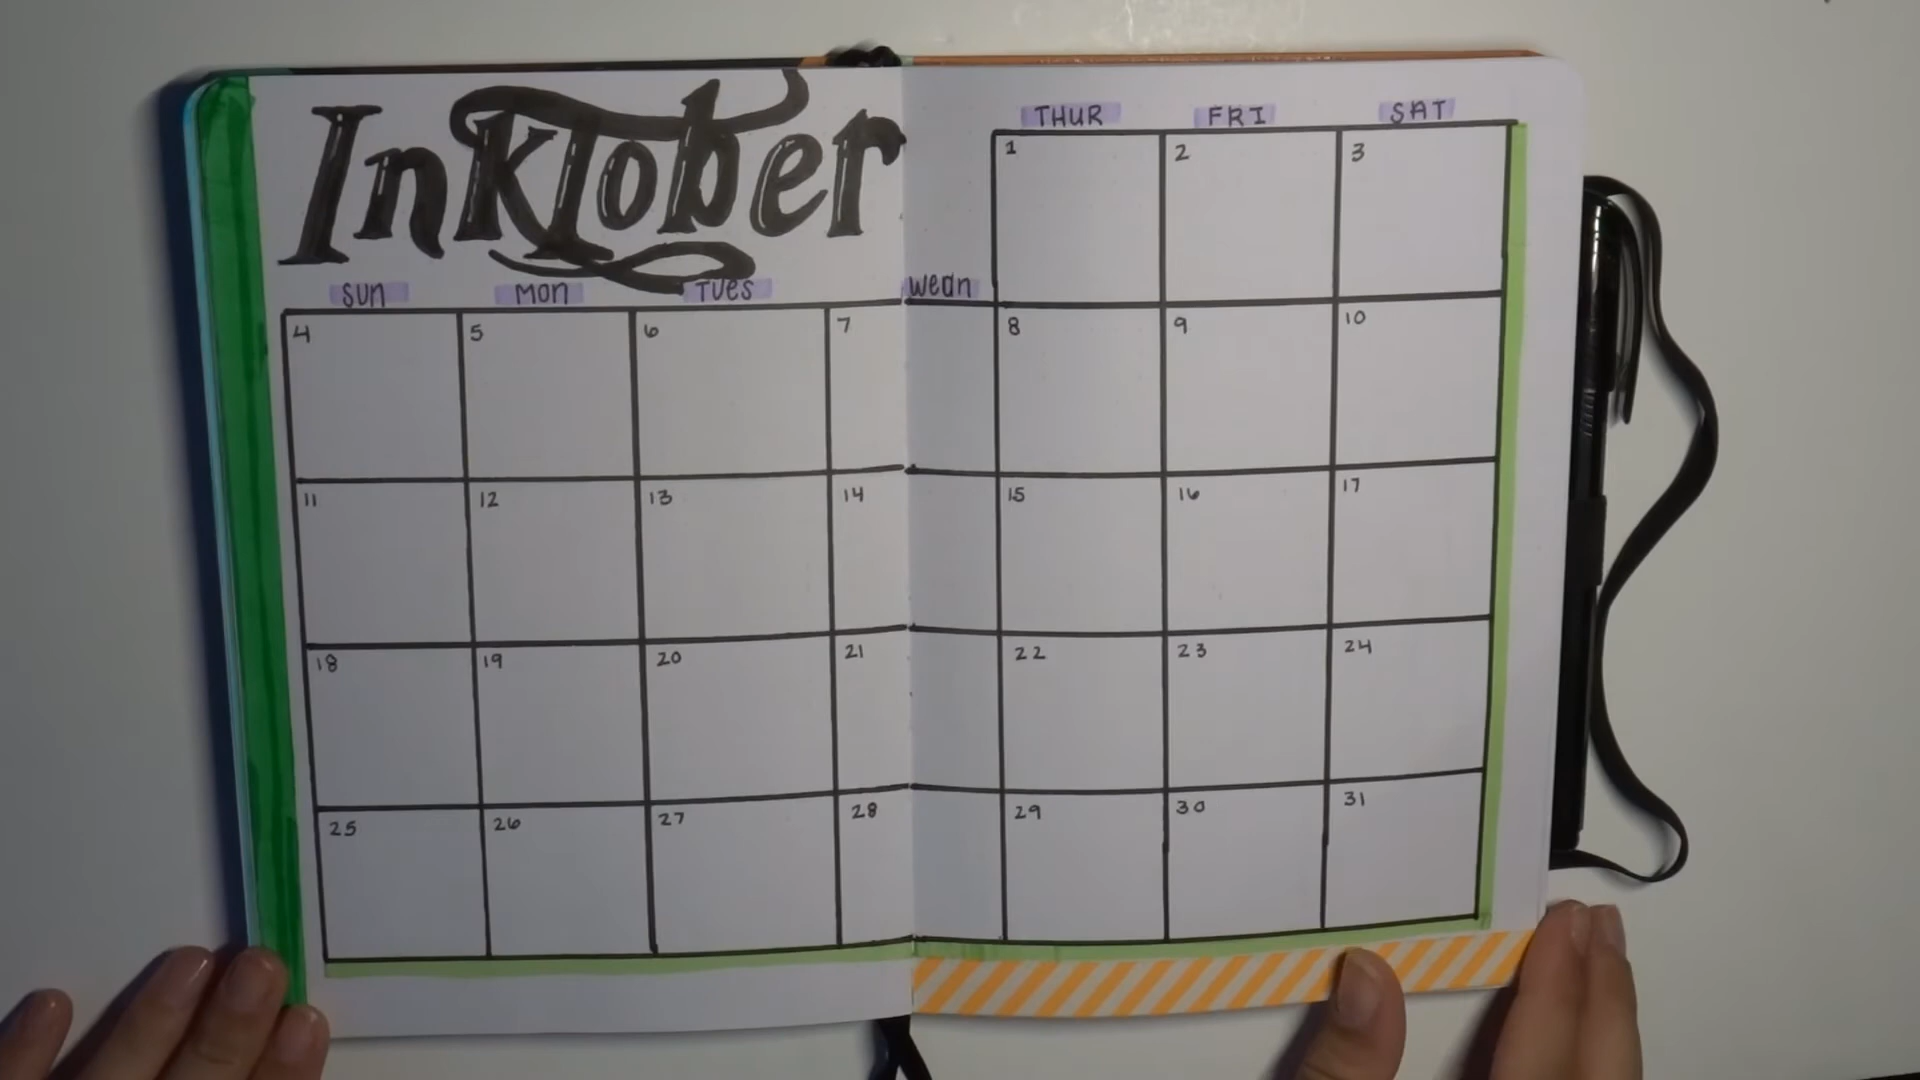 Inktober
THUR FRI SAT
1 2 3
SUN MON TUES Wedn
4 5 6 7 8 9 10
11 12 13 14 15 16 17
18 19 20 21 22 23 24
25 26 27 28 29 30 31